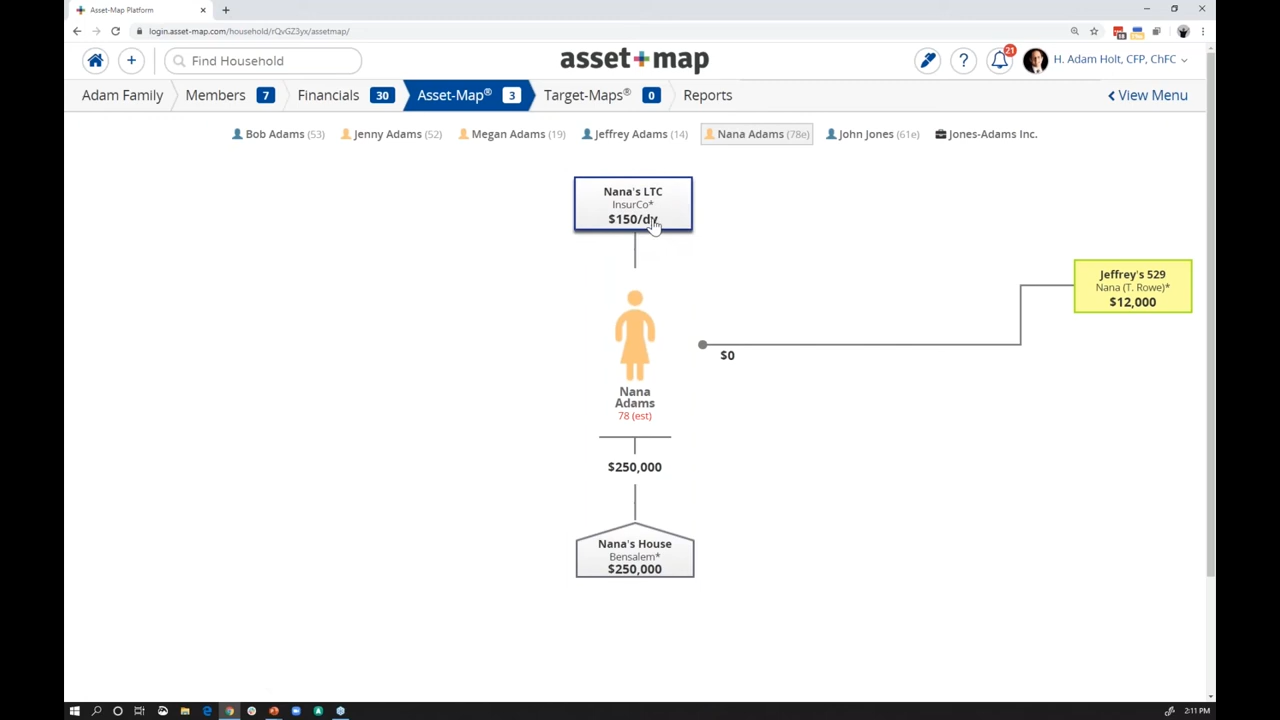 Asset-Map Platform
login.asset-map.com/household/rQvGZ3yx/assetmap/
Find Household
asset+map
21
H. Adam Holt, CFP, ChFC
Adam Family
Members 7
Financials 30
Asset-Map® 3
Target-Maps® 0
Reports
View Menu
Bob Adams (53)
Jenny Adams (52)
Megan Adams (19)
Jeffrey Adams (14)
Nana Adams (78e)
John Jones (61e)
Jones-Adams Inc.
Nana's LTC
InsurCo*
$150/dy
Jeffrey's 529
Nana (T. Rowe)*
$12,000
$0
Nana
Adams
78 (est)
$250,000
Nana's House
Bensalem*
$250,000
2:11 PM